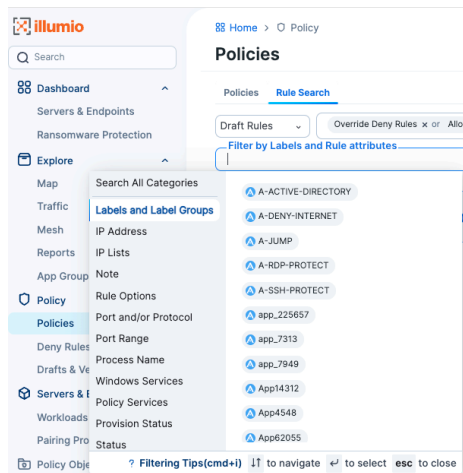 illumio
Search
Dashboard
Servers & Endpoints
Ransomware Protection
Explore
Map
Traffic
Mesh
Reports
App Group
Policy
Policies
Deny Rules
Drafts & Ve
Servers & E
Workloads
Pairing Pro
Policy Obje
Home > Policy
Policies
Policies Rule Search
Draft Rules
Override Deny Rules x or Allo
Filter by Labels and Rule attributes
Search All Categories
Labels and Label Groups
IP Address
IP Lists
Note
Rule Options
Port and/or Protocol
Port Range
Process Name
Windows Services
Policy Services
Provision Status
Status
A-ACTIVE-DIRECTORY
A-DENY-INTERNET
A-JUMP
A-RDP-PROTECT
A-SSH-PROTECT
app_225657
app_7313
app_7949
App14312
App4548
App62055
? Filtering Tips(cmd+i) ↓↑ to navigate ↵ to select esc to close